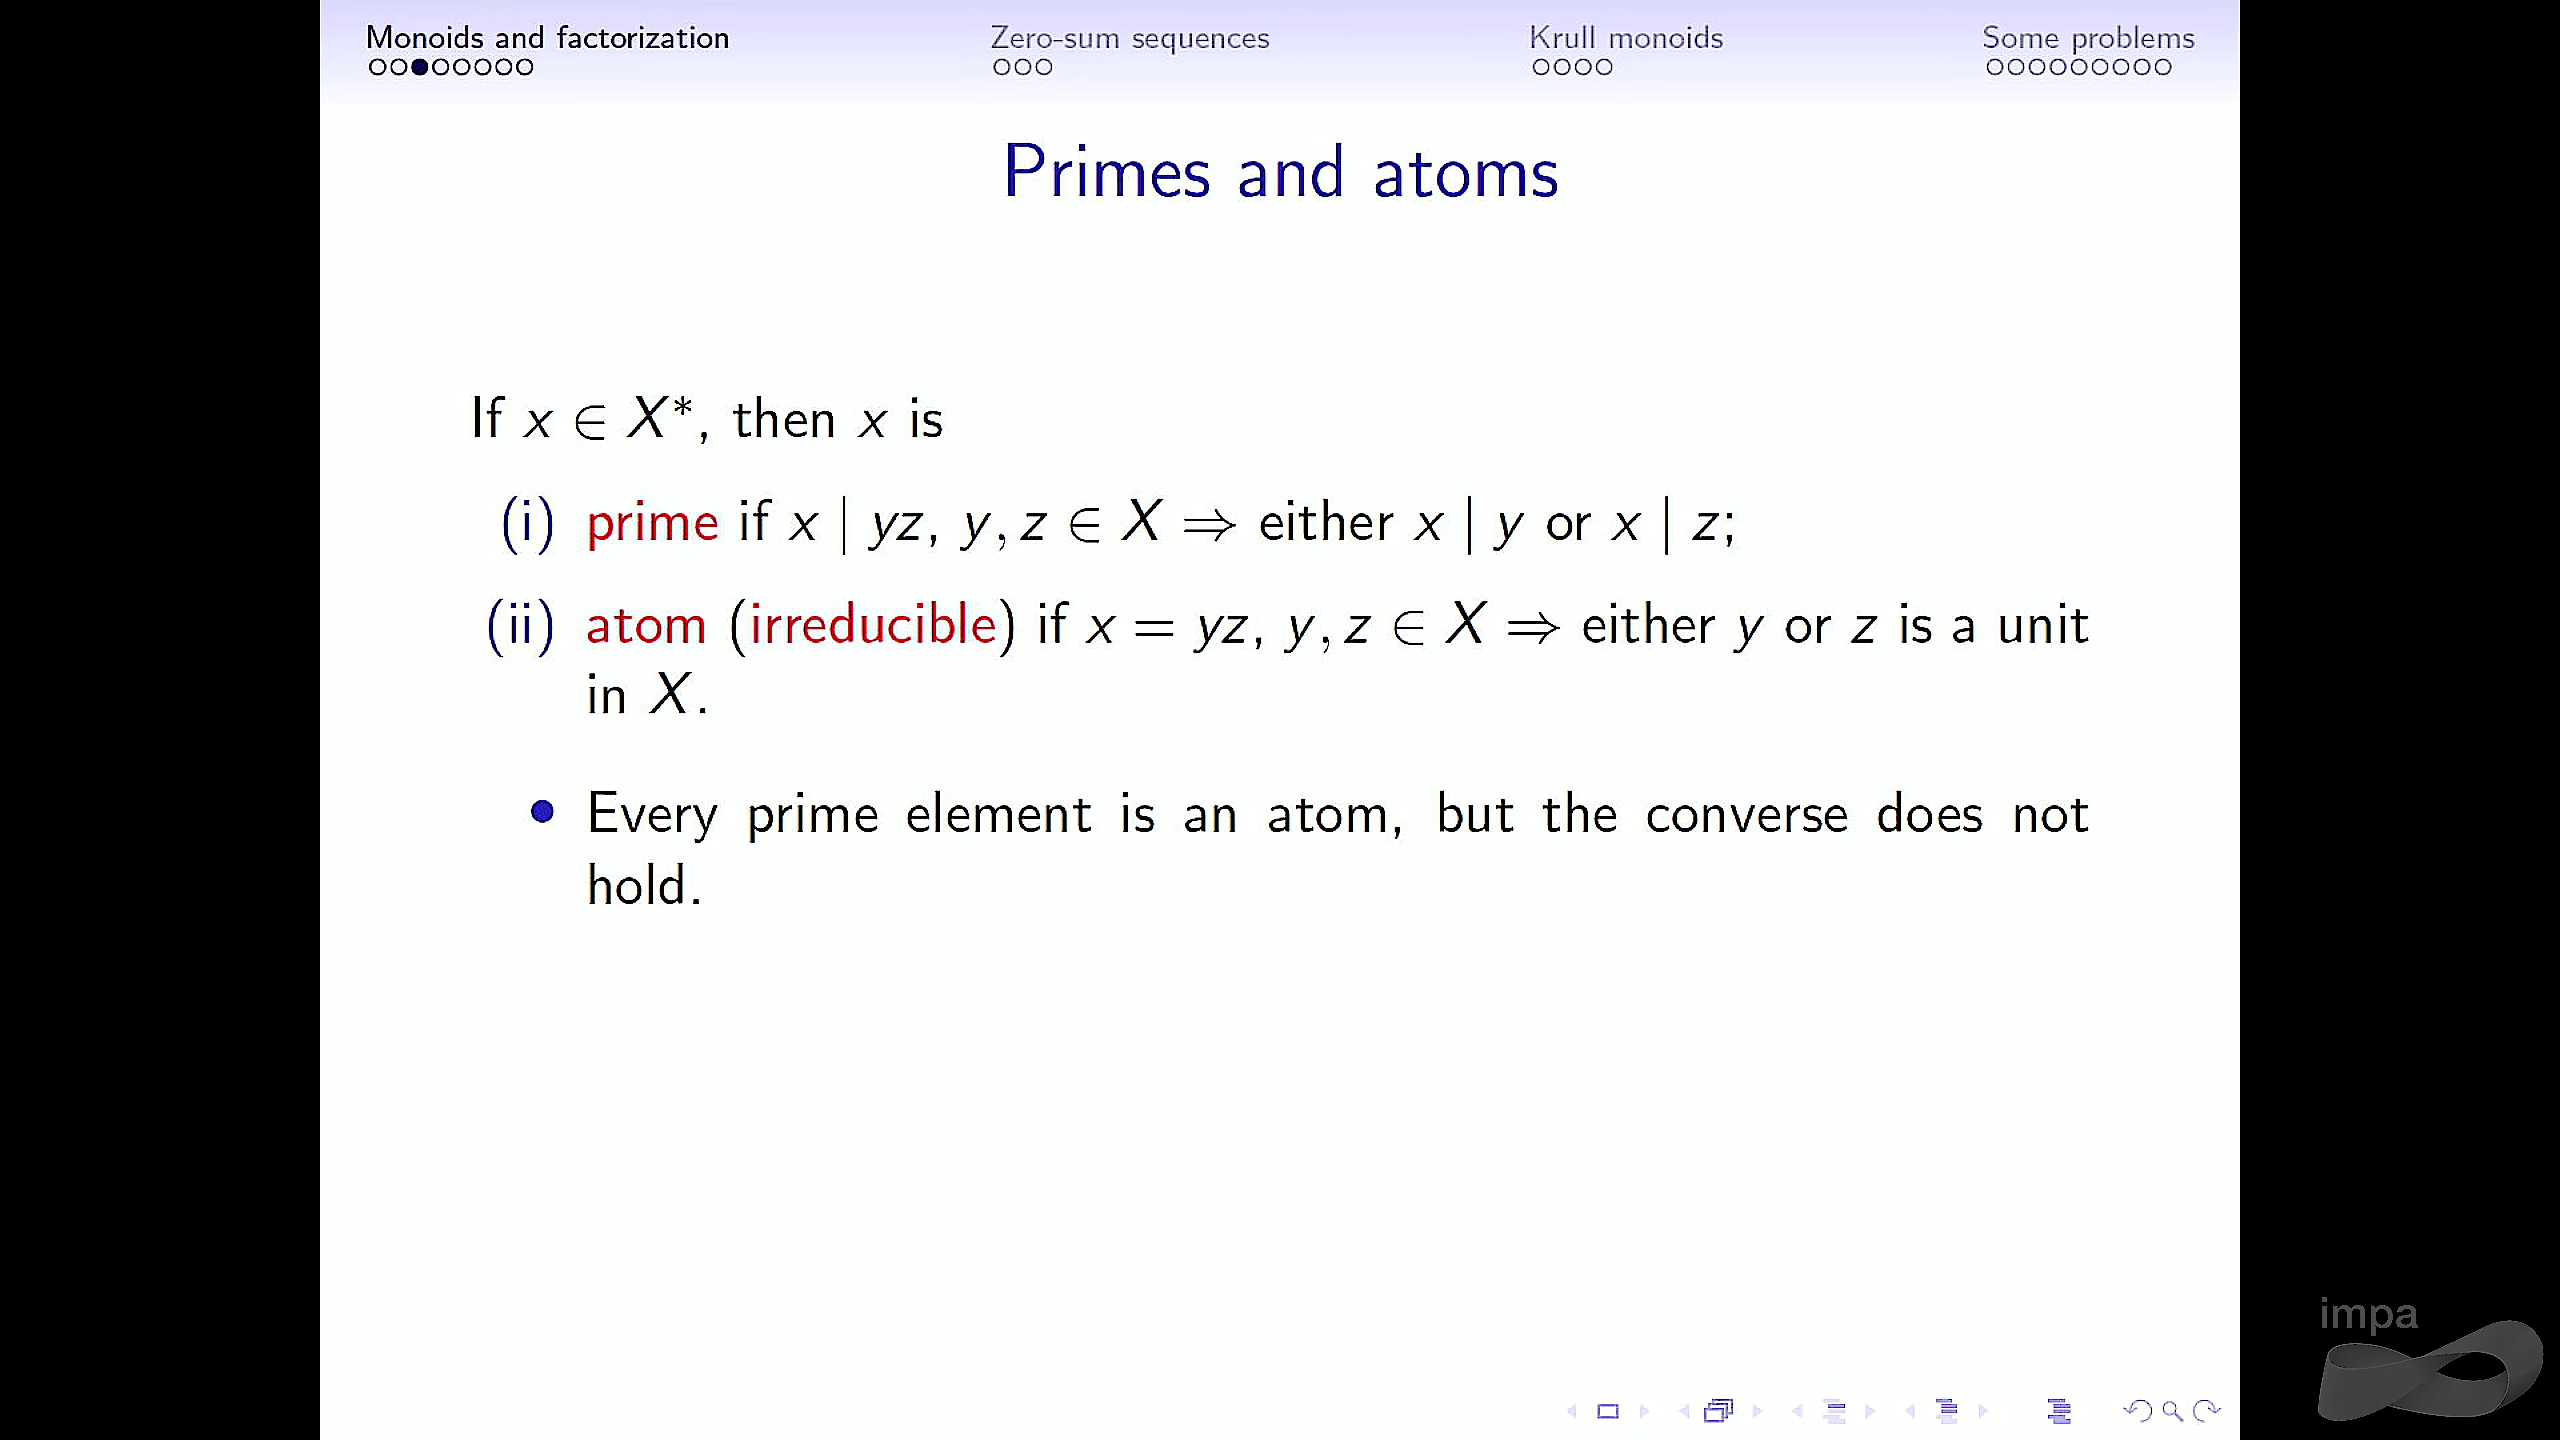 Monoids and factorization Zero-sum sequences Krull monoids Some problems
Primes and atoms
If x ∈ X*, then x is
(i) prime if x | yz, y, z ∈ X ⇒ either x | y or x | z;
(ii) atom (irreducible) if x = yz, y, z ∈ X ⇒ either y or z is a unit
in X.
• Every prime element is an atom, but the converse does not
hold.
impa